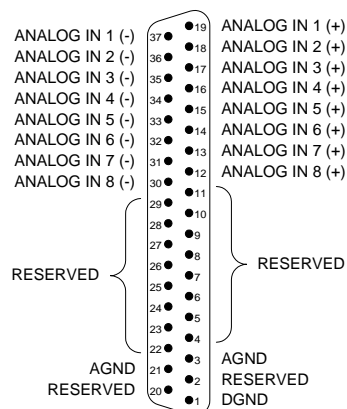 19 ANALOG IN 1 (+)
ANALOG IN 1 (-) 37
18 ANALOG IN 2 (+)
ANALOG IN 2 (-) 36
17 ANALOG IN 3 (+)
ANALOG IN 3 (-) 35
16 ANALOG IN 4 (+)
ANALOG IN 4 (-) 34
15 ANALOG IN 5 (+)
ANALOG IN 5 (-) 33
14 ANALOG IN 6 (+)
ANALOG IN 6 (-) 32
13 ANALOG IN 7 (+)
ANALOG IN 7 (-) 31
12 ANALOG IN 8 (+)
ANALOG IN 8 (-) 30
11
29
10
28
9
27
8
RESERVED
26
RESERVED
7
25
6
24
5
23
4
22
3 AGND
AGND 21
2 RESERVED
RESERVED 20
1 DGND